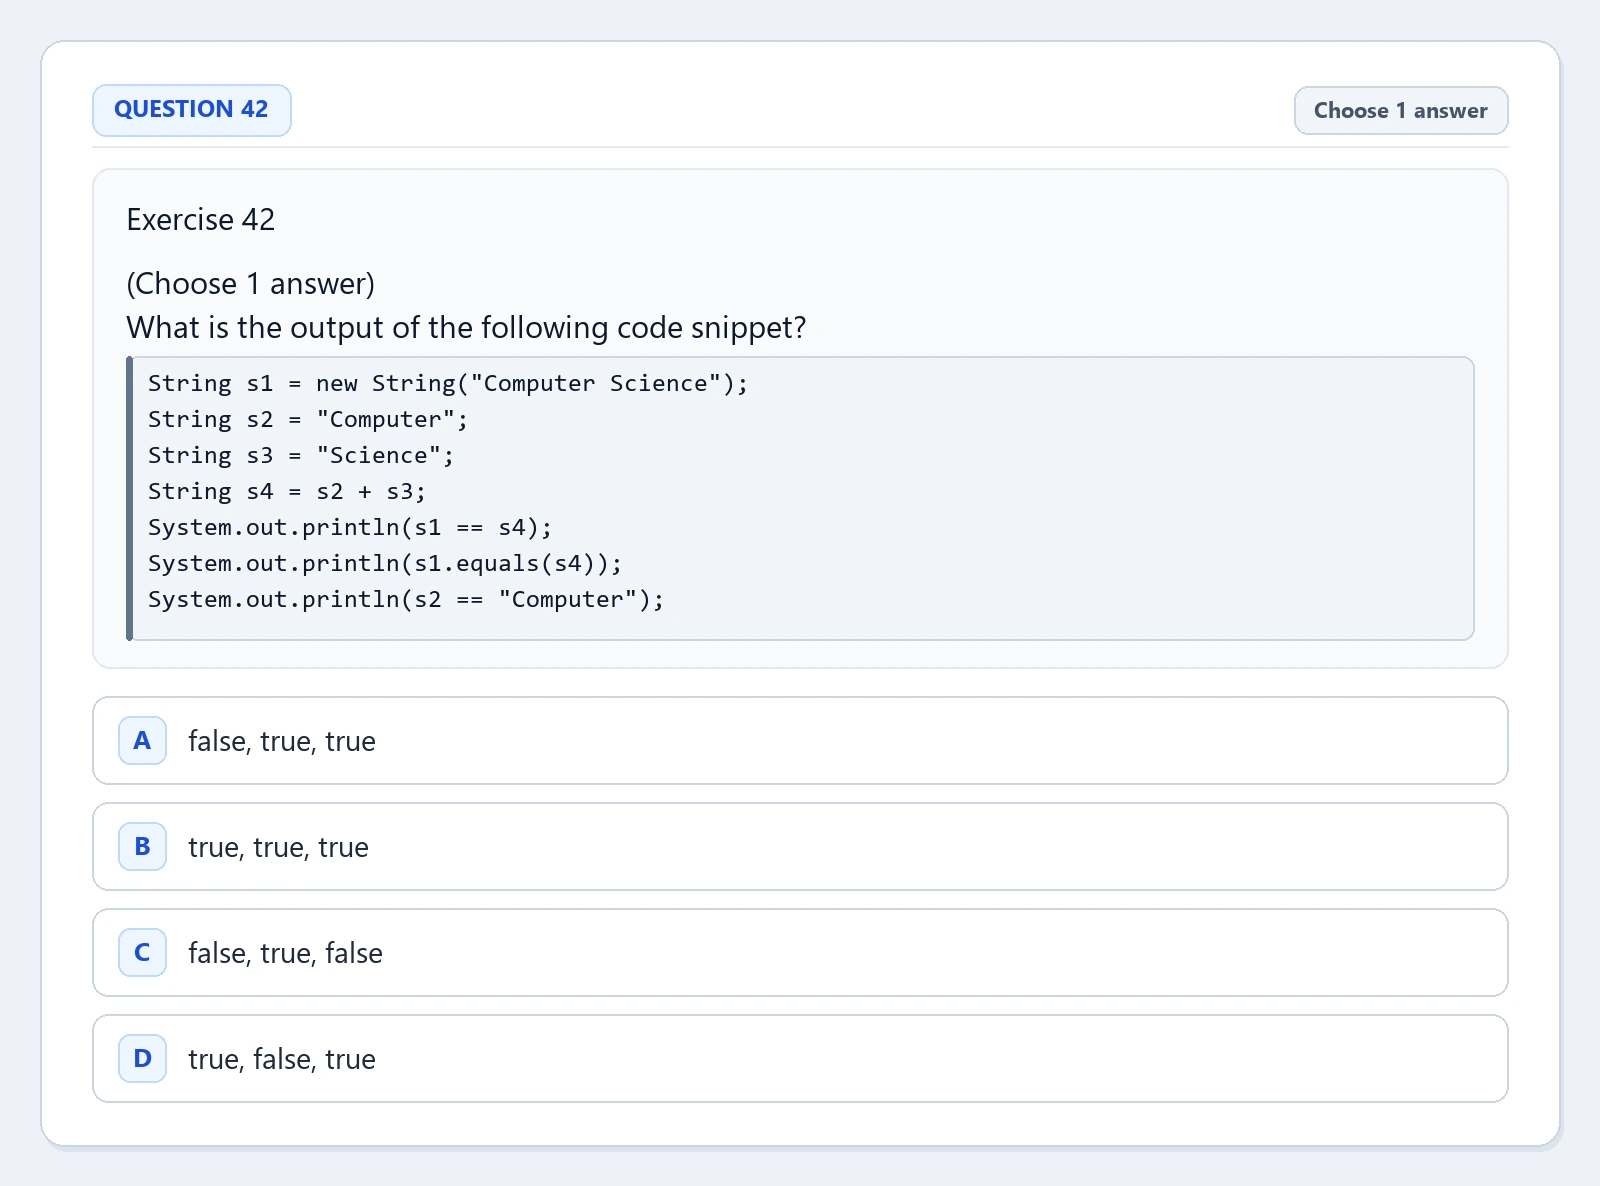 QUESTION 42
Choose 1 answer
Exercise 42
(Choose 1 answer)
What is the output of the following code snippet?
String s1 = new String("Computer Science");
String s2 = "Computer";
String s3 = "Science";
String s4 = s2 + s3;
System.out.println(s1 == s4);
System.out.println(s1.equals(s4));
System.out.println(s2 == "Computer");
A false, true, true
B true, true, true
C false, true, false
D true, false, true